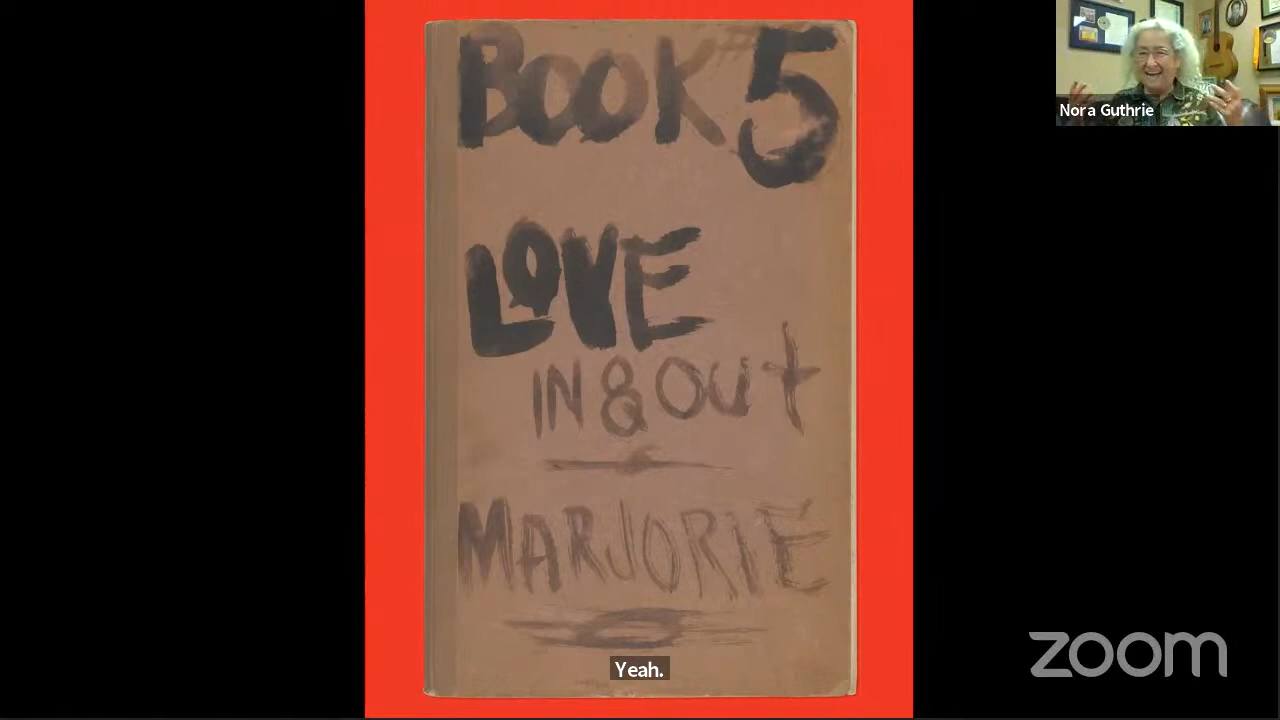 BOOK #5
LOVE
IN & OUt
MARJORIE
Nora Guthrie
Yeah.
zoom